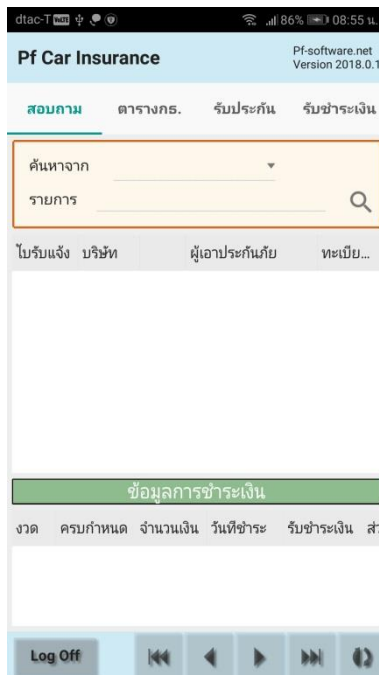 dtac-T VoLTE 86% 08:55 น.
Pf Car Insurance
Pf-software.net
Version 2018.0.1
สอบถาม ตารางกธ. รับประกัน รับชำระเงิน
ค้นหาจาก
รายการ
ใบรับแจ้ง บริษัท ผู้เอาประกันภัย ทะเบีย...
ข้อมูลการชำระเงิน
งวด ครบกำหนด จำนวนเงิน วันที่ชำระ รับชำระเงิน ส่ว
Log Off